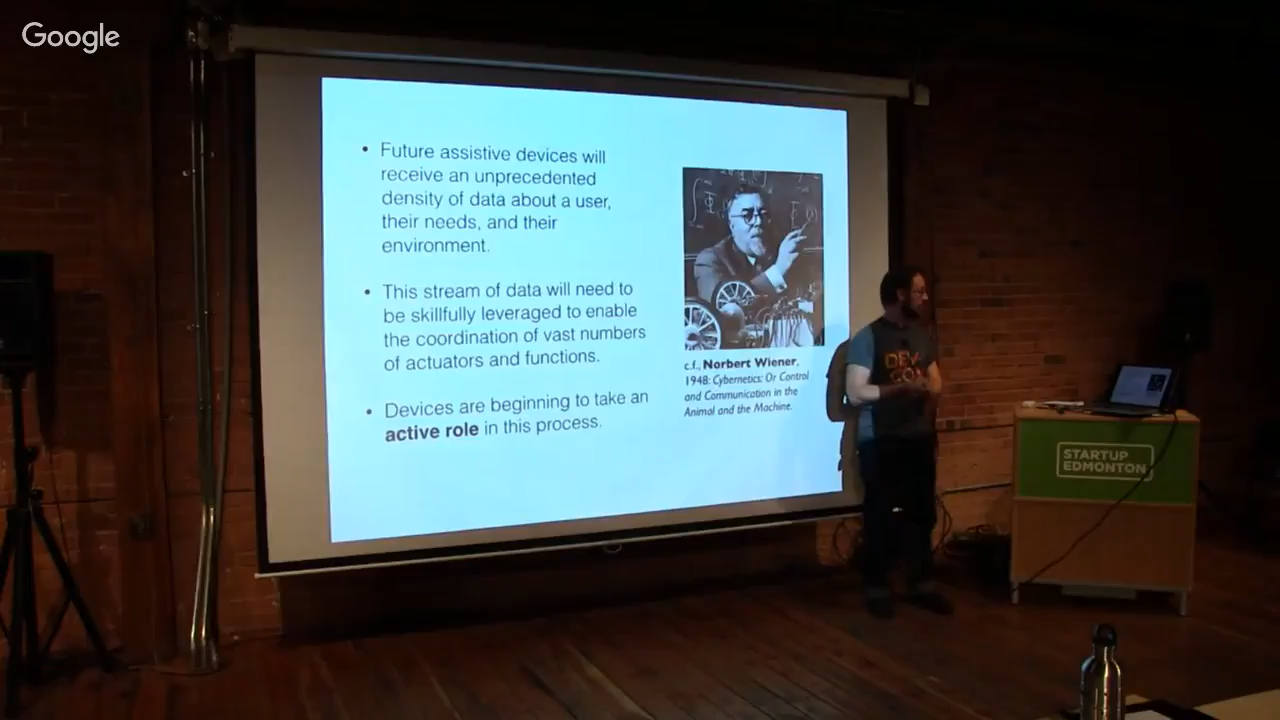 Google
• Future assistive devices will
receive an unprecedented
density of data about a user,
their needs, and their
environment.
• This stream of data will need to
be skillfully leveraged to enable
the coordination of vast numbers
of actuators and functions.
• Devices are beginning to take an
active role in this process.
c.f., Norbert Wiener,
1948: Cybernetics: Or Control
and Communication in the
Animal and the Machine.
DEV
CON
STARTUP
EDMONTON